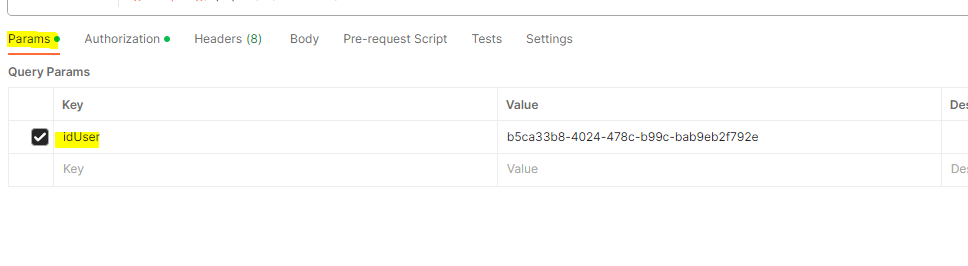 Params Authorization Headers (8) Body Pre-request Script Tests Settings
Query Params
Key Value Des
idUser b5ca33b8-4024-478c-b99c-bab9eb2f792e
Key Value Des